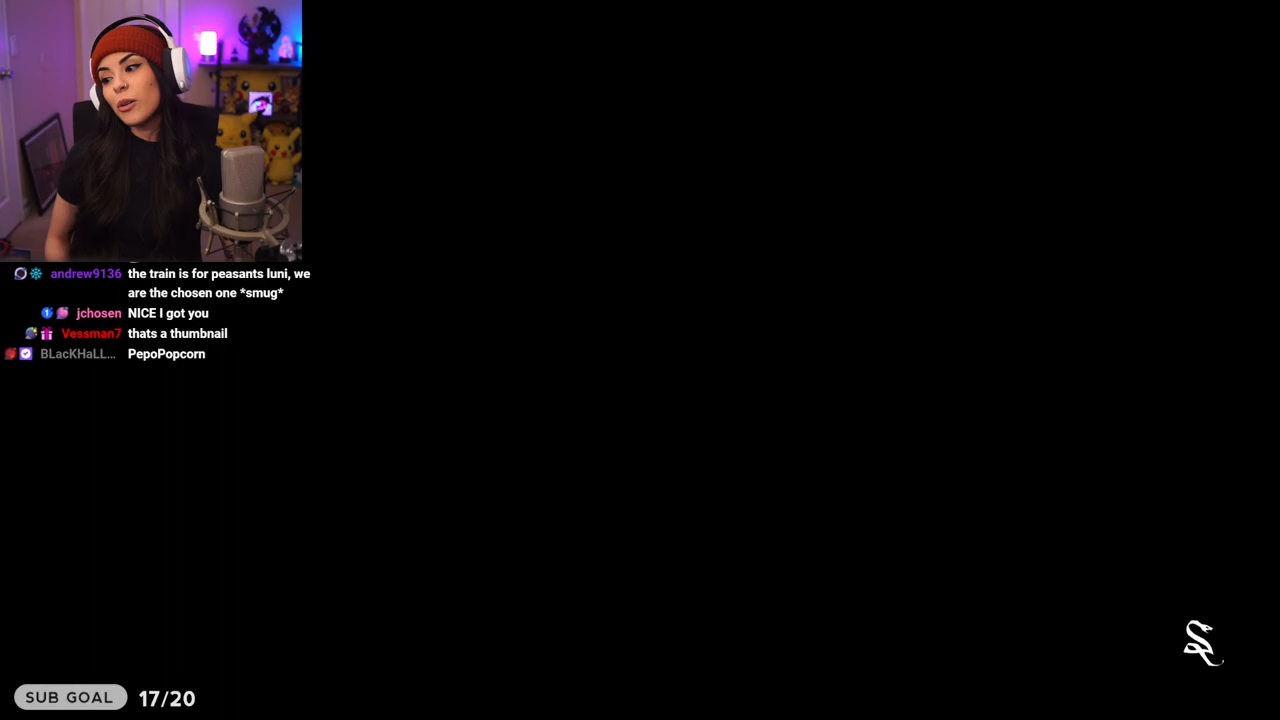 andrew9136 the train is for peasants luni, we
are the chosen one *smug*
jchosen NICE I got you
Vessman7 thats a thumbnail
BLacKHaLL... PepoPopcorn
SUB GOAL 17/20